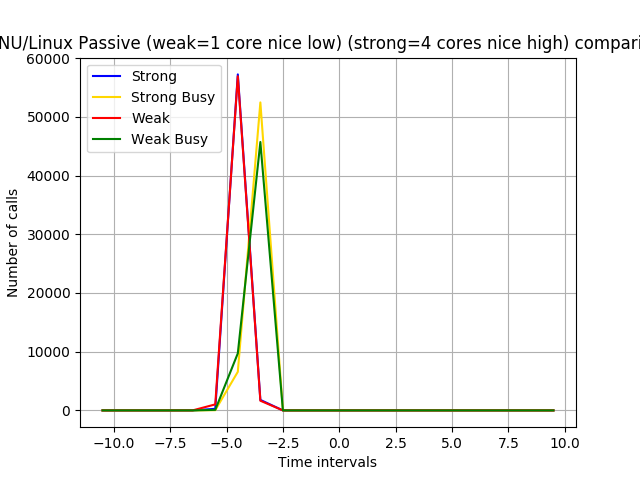 NU/Linux Passive (weak=1 core nice low) (strong=4 cores nice high) compari
Strong
Strong Busy
Weak
Weak Busy
Number of calls
60000
50000
40000
30000
20000
10000
0
−10.0 −7.5 −5.0 −2.5 0.0 2.5 5.0 7.5 10.0
Time intervals